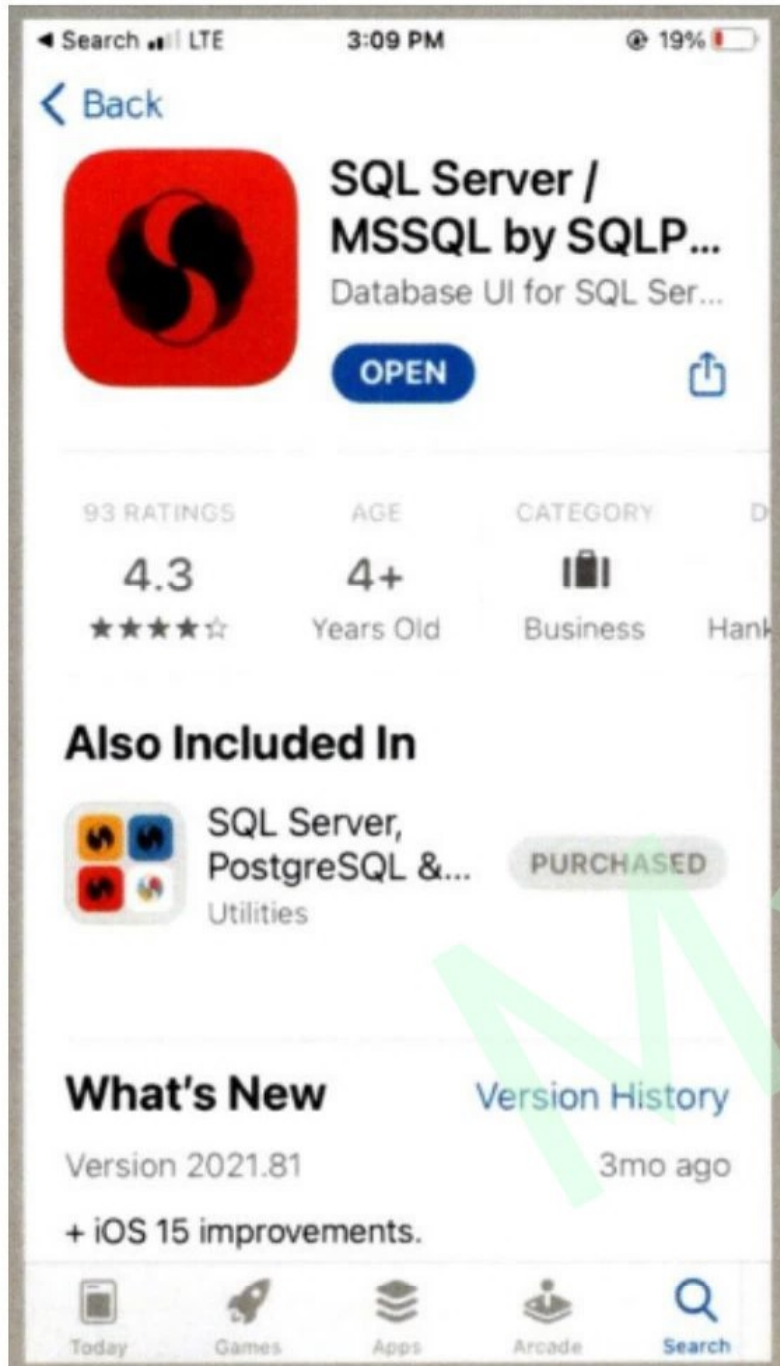 Search LTE 3:09 PM 19%
Back
SQL Server /
MSSQL by SQLP...
Database UI for SQL Ser...
OPEN
93 RATINGS AGE CATEGORY D
4.3 4+
Years Old Business Hank
Also Included In
SQL Server,
PostgreSQL &...
PURCHASED
Utilities
What's New Version History
Version 2021.81 3mo ago
+ iOS 15 improvements.
Today Games Apps Arcade Search